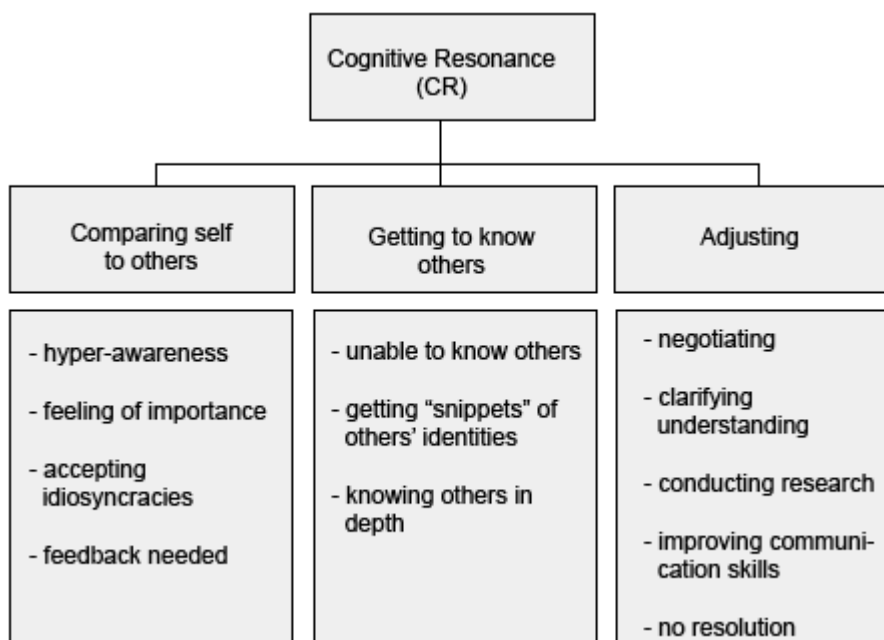 Cognitive Resonance
(CR)
Comparing self
to others
Getting to know
others
Adjusting
- hyper-awareness
- feeling of importance
- accepting
idiosyncracies
- feedback needed
- unable to know others
- getting “snippets” of
others’ identities
- knowing others in
depth
- negotiating
- clarifying
understanding
- conducting research
- improving communi-
cation skills
- no resolution